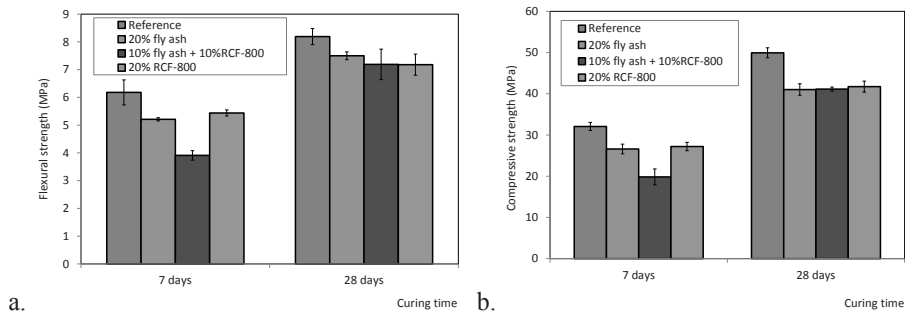 9
8
7
6
5
4
3
2
1
0
Flexural strength (MPa)
Reference
20% fly ash
10% fly ash + 10%RCF-800
20% RCF-800
7 days
28 days
Curing time
a.
60
50
40
30
20
10
0
Compressive strength (MPa)
Reference
20% fly ash
10% fly ash + 10%RCF-800
20% RCF-800
7 days
28 days
Curing time
b.